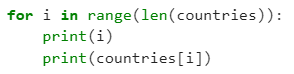 for i in range(len(countries)):
    print(i)
    print(countries[i])